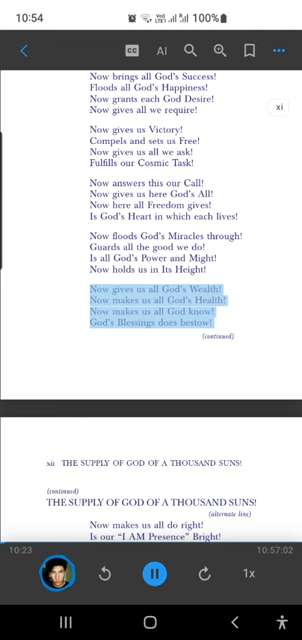 10:54
100%
CC
AI
Now brings all God's Success!
Floods all God's Happiness!
Now grants each God Desire!
Now gives all we require!
xi
Now gives us Victory!
Compels and sets us Free!
Now gives us all we ask!
Fulfills our Cosmic Task!
Now answers this our Call!
Now gives us here God's All!
Now here all Freedom gives!
Is God's Heart in which each lives!
Now floods God's Miracles through!
Guards all the good we do!
Is all God's Power and Might!
Now holds us in Its Height!
Now gives us all God's Wealth!
Now makes us all God's Health!
Now makes us all God know!
God's Blessings does bestow!
(continued)
xii THE SUPPLY OF GOD OF A THOUSAND SUNS!
(continued)
THE SUPPLY OF GOD OF A THOUSAND SUNS!
(alternate line)
Now makes us all do right!
Is our "I AM Presence" Bright!
10:23
10:57:02
1x